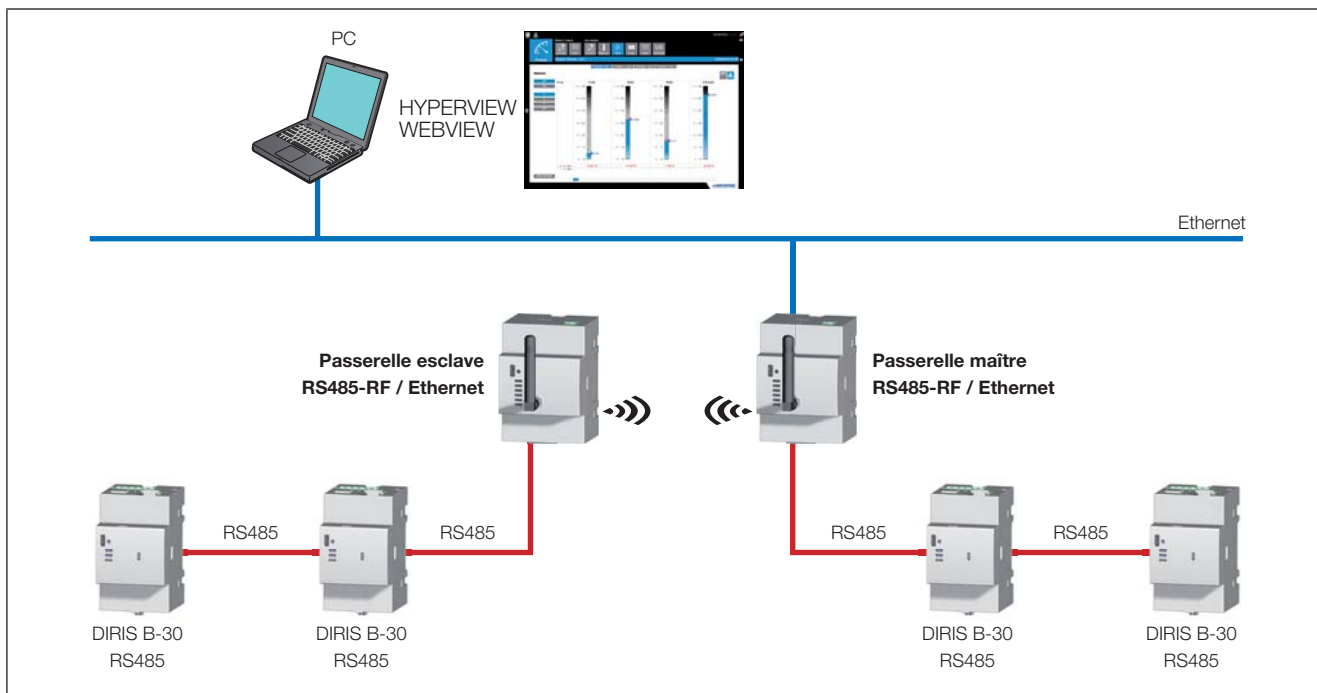 PC
HYPERVIEW
WEBVIEW
Ethernet
Passerelle esclave
RS485-RF / Ethernet
Passerelle maître
RS485-RF / Ethernet
RS485
RS485
RS485
RS485
DIRIS B-30
RS485
DIRIS B-30
RS485
DIRIS B-30
RS485
DIRIS B-30
RS485